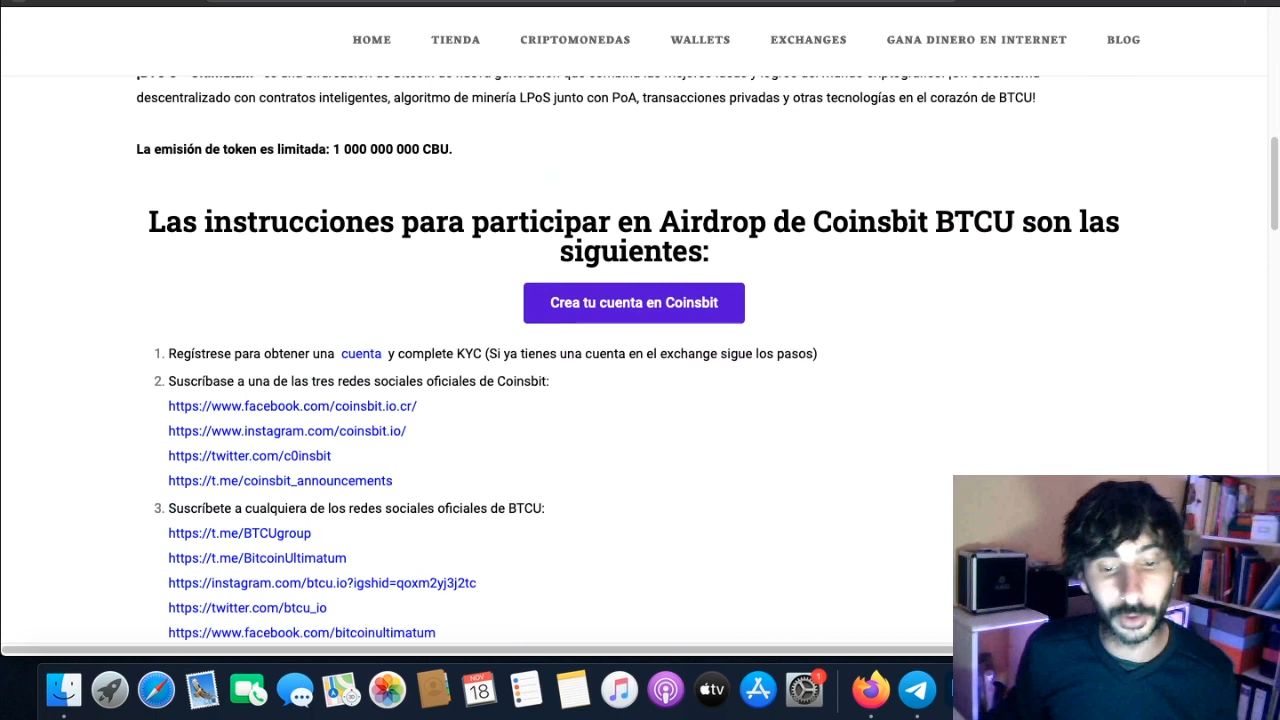 HOME TIENDA CRIPTOMONEDAS WALLETS EXCHANGES GANA DINERO EN INTERNET BLOG
descentralizado con contratos inteligentes, algoritmo de minería LPoS junto con PoA, transacciones privadas y otras tecnologías en el corazón de BTCU!
La emisión de token es limitada: 1 000 000 000 CBU.
Las instrucciones para participar en Airdrop de Coinsbit BTCU son las
siguientes:
Crea tu cuenta en Coinsbit
1. Regístrese para obtener una cuenta y complete KYC (Si ya tienes una cuenta en el exchange sigue los pasos)
2. Suscríbase a una de las tres redes sociales oficiales de Coinsbit:
https://www.facebook.com/coinsbit.io.cr/
https://www.instagram.com/coinsbit.io/
https://twitter.com/c0insbit
https://t.me/coinsbit_announcements
3. Suscríbete a cualquiera de los redes sociales oficiales de BTCU:
https://t.me/BTCUgroup
https://t.me/BitcoinUltimatum
https://instagram.com/btcu.io?igshid=qoxm2yj3j2tc
https://twitter.com/btcu_io
https://www.facebook.com/bitcoinultimatum
NOV
18
tv
1